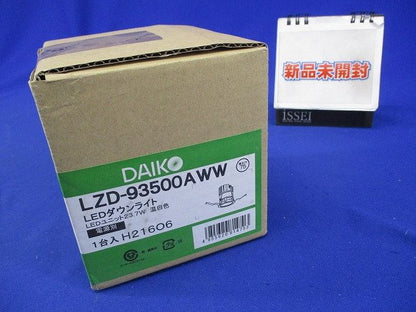 DAIKO
LZD-93500AWW
LEDダウンライト
LEDユニット23.7W 温白色
電源別
1台入 H21606
新品未開封
ISSEI